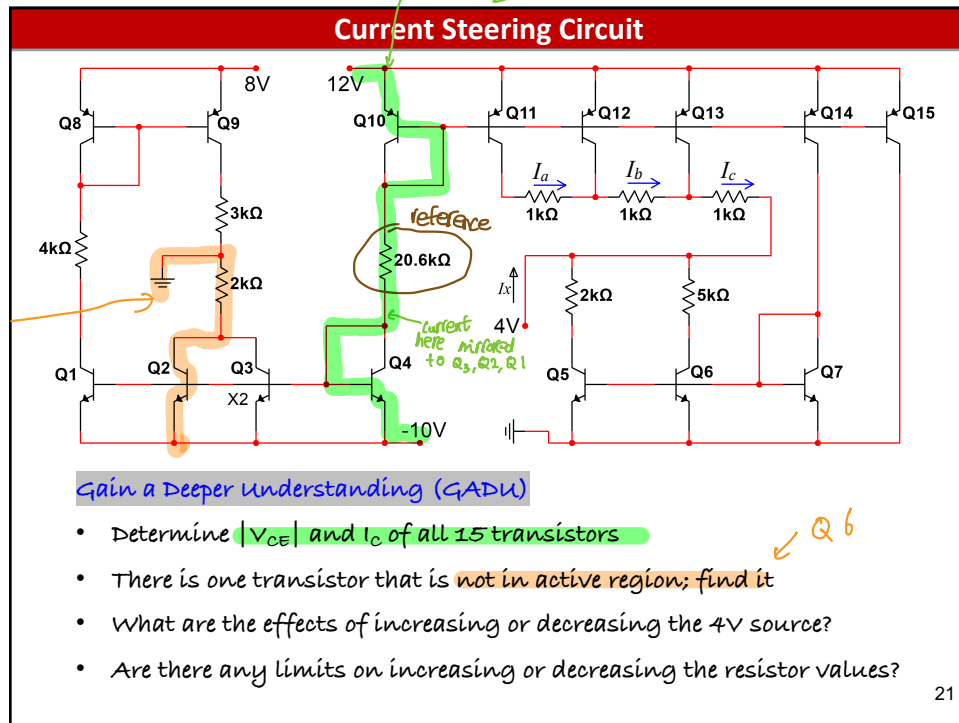 Current Steering Circuit
8V
12V
Q8
Q9
Q10
Q11
Q12
Q13
Q14
Q15
Ia
Ib
Ic
1kΩ
1kΩ
1kΩ
3kΩ
reference
4kΩ
20.6kΩ
2kΩ
Ix
2kΩ
5kΩ
4V
current
here mirrored
to Q3, Q2, Q1
Q1
Q2
Q3
X2
Q4
Q5
Q6
Q7
-10V
Gain a Deeper Understanding (GADU)
• Determine |VCE| and IC of all 15 transistors
Q6
• There is one transistor that is not in active region; find it
• What are the effects of increasing or decreasing the 4V source?
• Are there any limits on increasing or decreasing the resistor values?
21